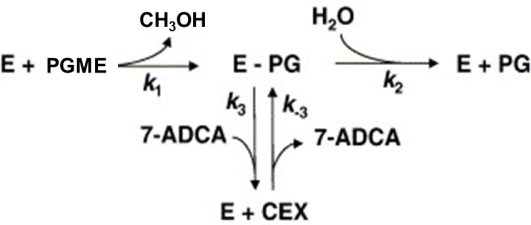 CH₃OH
H₂O
E + PGME
E - PG
E + PG
k₁
k₂
k₃
k₋₃
7-ADCA
7-ADCA
E + CEX